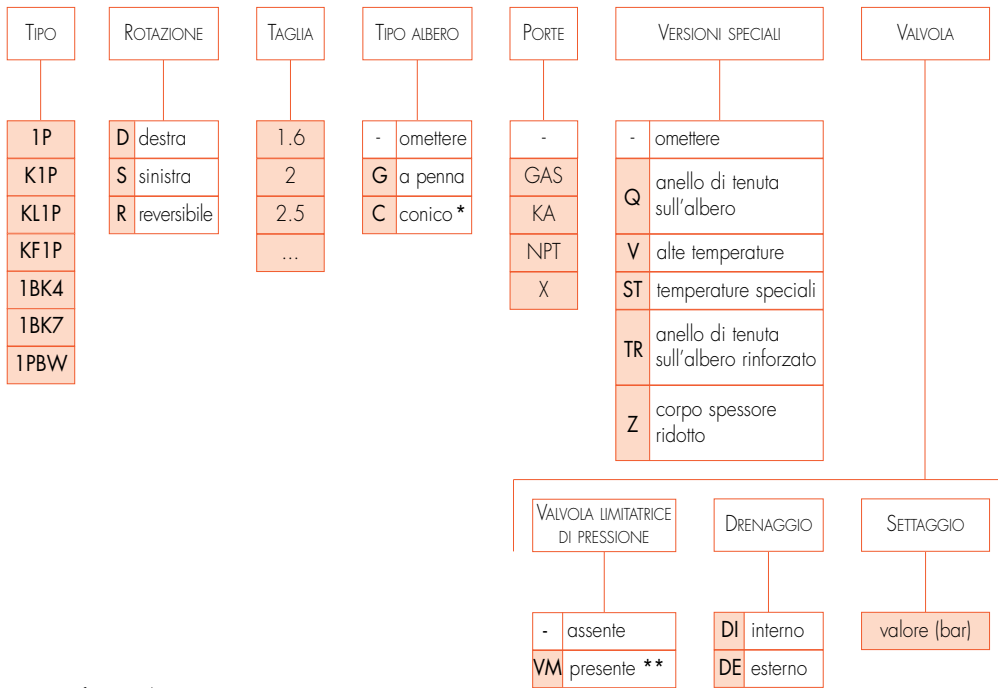 TIPO
ROTAZIONE
TAGLIA
TIPO ALBERO
PORTE
VERSIONI SPECIALI
VALVOLA
1P
K1P
KL1P
KF1P
1BK4
1BK7
1PBW
D destra
S sinistra
R reversibile
1.6
2
2.5
...
- omettere
G a penna
C conico *
-
GAS
KA
NPT
X
- omettere
Q anello di tenuta
sull'albero
V alte temperature
ST temperature speciali
TR anello di tenuta
sull'albero rinforzato
Z corpo spessore
ridotto
VALVOLA LIMITATRICE
DI PRESSIONE
DRENAGGIO
SETTAGGIO
- assente
VM presente **
DI interno
DE esterno
valore (bar)